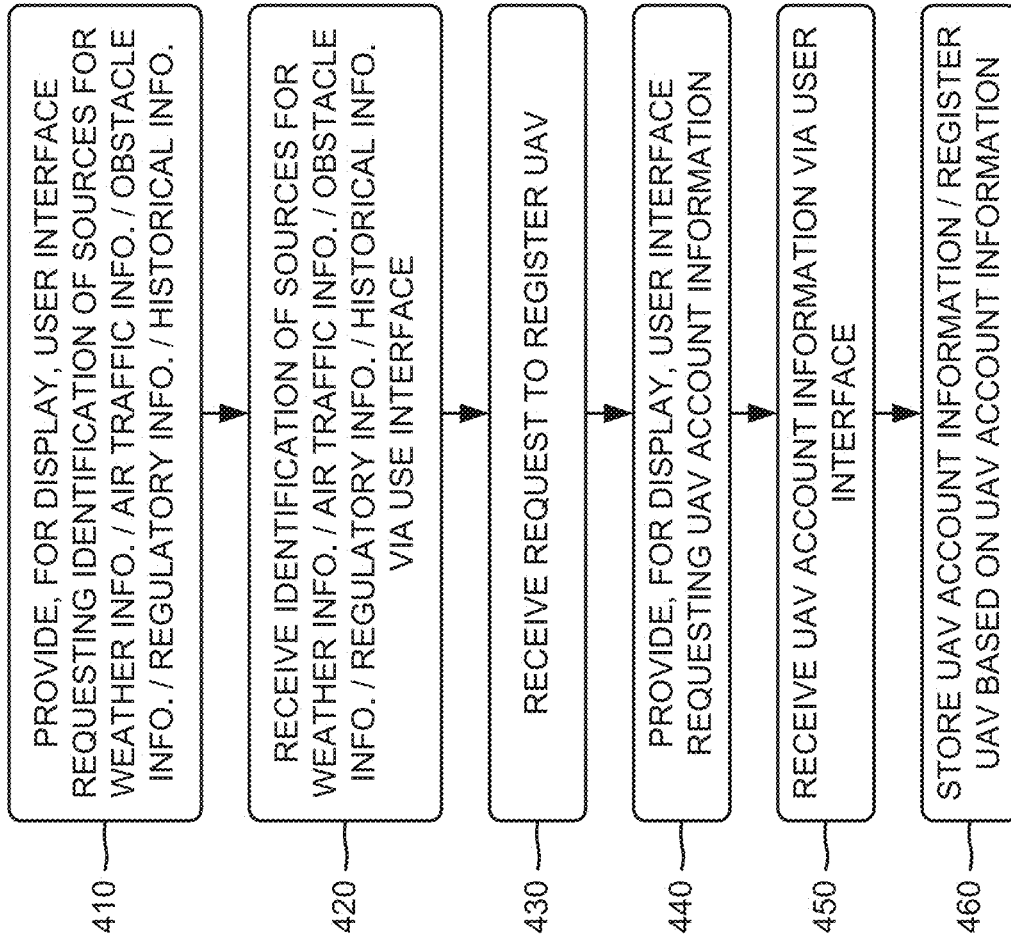 410
PROVIDE, FOR DISPLAY, USER INTERFACE
REQUESTING IDENTIFICATION OF SOURCES FOR
WEATHER INFO. / AIR TRAFFIC INFO. / OBSTACLE
INFO. / REGULATORY INFO. / HISTORICAL INFO.
420
RECEIVE IDENTIFICATION OF SOURCES FOR
WEATHER INFO. / AIR TRAFFIC INFO. / OBSTACLE
INFO. / REGULATORY INFO. / HISTORICAL INFO.
VIA USE INTERFACE
430
RECEIVE REQUEST TO REGISTER UAV
440
PROVIDE, FOR DISPLAY, USER INTERFACE
REQUESTING UAV ACCOUNT INFORMATION
450
RECEIVE UAV ACCOUNT INFORMATION VIA USER
INTERFACE
460
STORE UAV ACCOUNT INFORMATION / REGISTER
UAV BASED ON UAV ACCOUNT INFORMATION